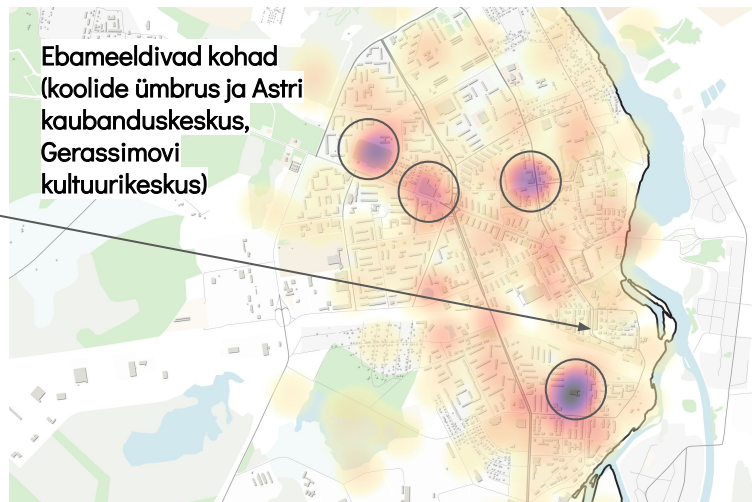 Ebameeldivad kohad
(koolide ümbrus ja Astri
kaubanduskeskus,
Gerassimovi
kultuurikeskus)